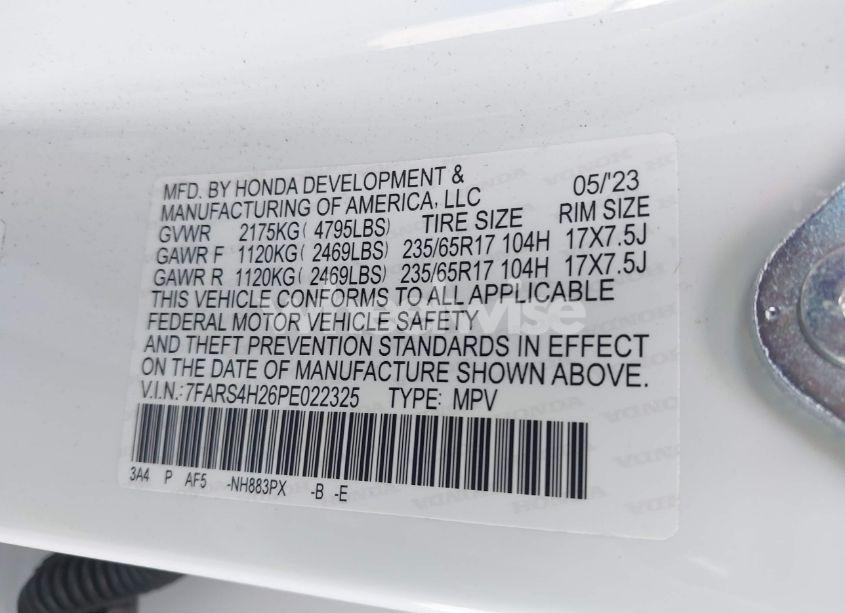 MFD. BY HONDA DEVELOPMENT &
MANUFACTURING OF AMERICA, LLC 05/'23
GVWR 2175KG( 4795LBS) TIRE SIZE RIM SIZE
GAWR F 1120KG( 2469LBS) 235/65R17 104H 17X7.5J
GAWR R 1120KG( 2469LBS) 235/65R17 104H 17X7.5J
THIS VEHICLE CONFORMS TO ALL APPLICABLE
FEDERAL MOTOR VEHICLE SAFETY
AND THEFT PREVENTION STANDARDS IN EFFECT
ON THE DATE OF MANUFACTURE SHOWN ABOVE.
V.I.N.:7FARS4H26PE022325 TYPE: MPV
3A4 P AF5 -NH883PX -B -E